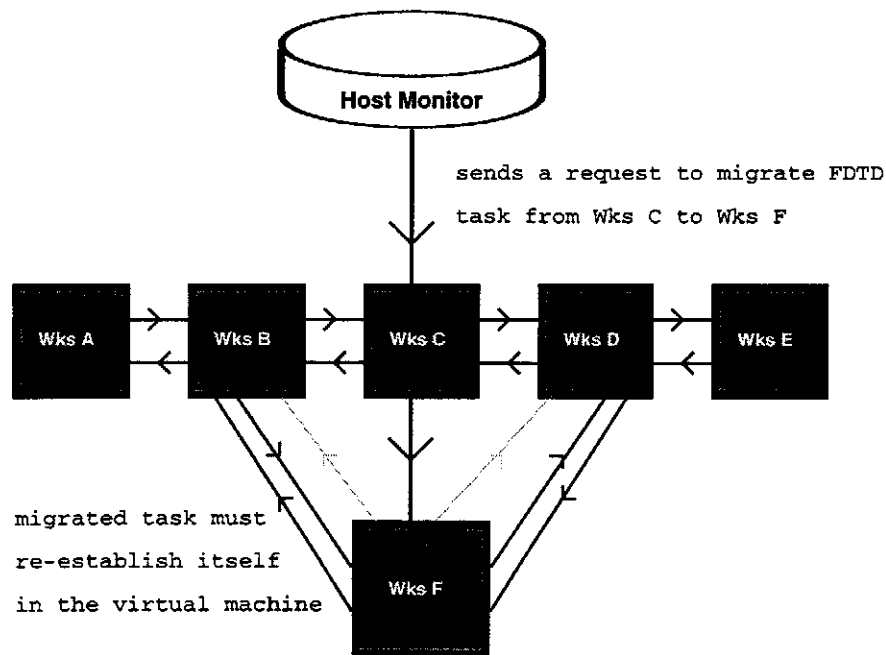 Host Monitor
sends a request to migrate FDTD
task from Wks C to Wks F
Wks A
Wks B
Wks C
Wks D
Wks E
migrated task must
re-establish itself
in the virtual machine
Wks F